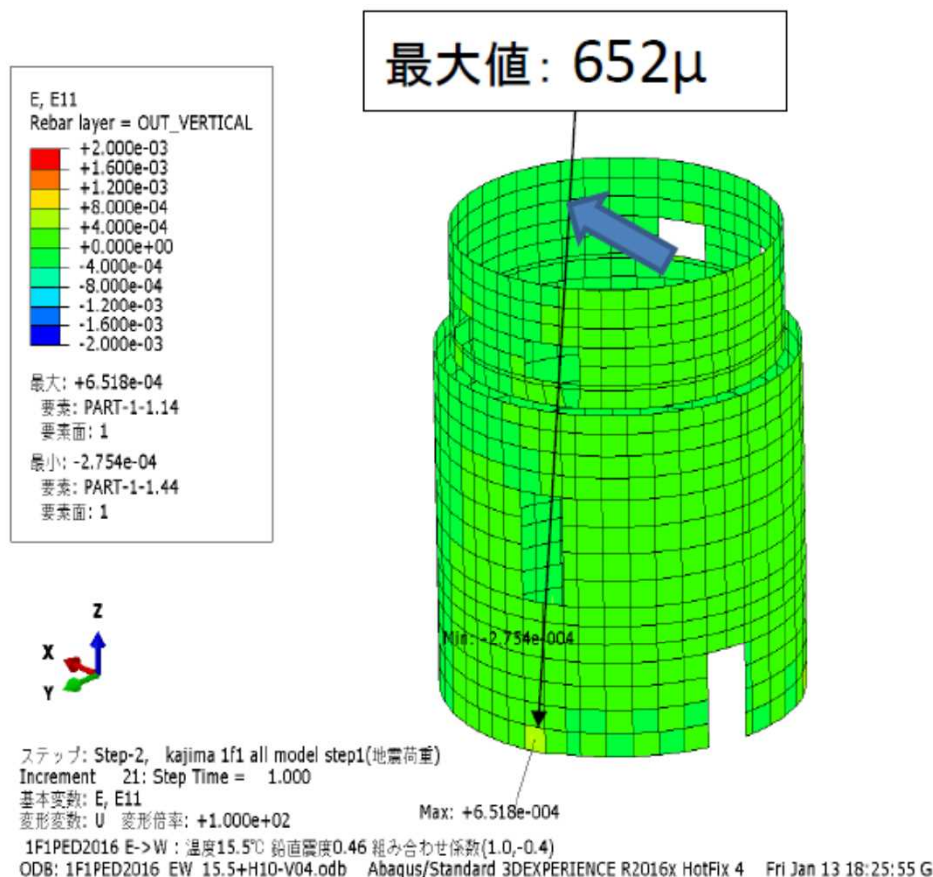 最大値: 652μ
E, E11
Rebar layer = OUT_VERTICAL
+2.000e-03
+1.600e-03
+1.200e-03
+8.000e-04
+4.000e-04
+0.000e+00
-4.000e-04
-8.000e-04
-1.200e-03
-1.600e-03
-2.000e-03
最大: +6.518e-04
要素: PART-1-1.14
要素面: 1
最小: -2.754e-04
要素: PART-1-1.44
要素面: 1
Min: -2.754e-004
Z
X
Y
Max: +6.518e-004
ステップ: Step-2, kajima 1f1 all model step1(地震荷重)
Increment 21: Step Time = 1.000
基本変数: E, E11
変形変数: U 変形倍率: +1.000e+02
1F1PED2016 E->W : 温度15.5℃ 鉛直震度0.46 組み合わせ係数(1.0,-0.4)
ODB: 1F1PED2016_EW_15.5+H10-V04.odb Abaqus/Standard 3DEXPERIENCE R2016x HotFix 4 Fri Jan 13 18:25:55 G